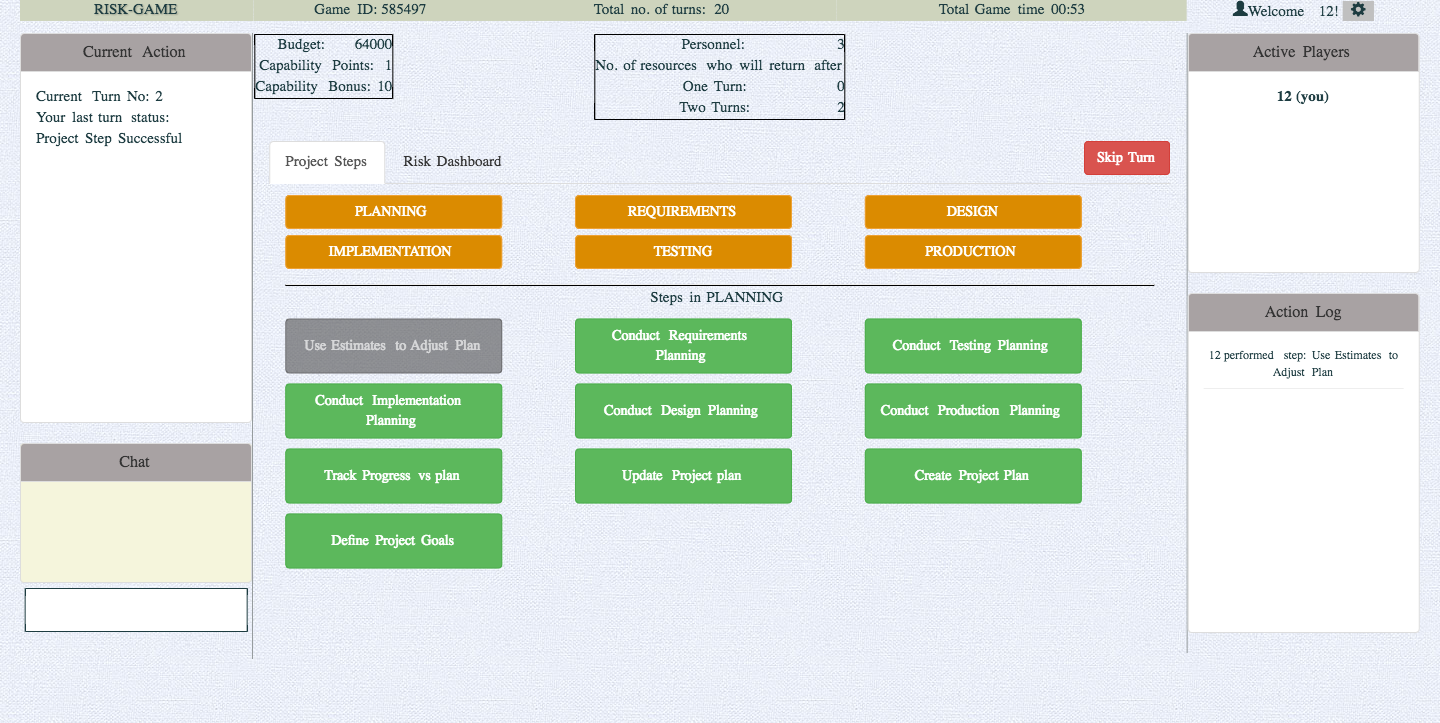 RISK-GAME
Game ID: 585497
Total no. of turns: 20
Total Game time 00:53
Welcome 12!
Current Action
Current Turn No: 2
Your last turn status:
Project Step Successful
Chat
Budget: 64000
Capability Points: 1
Capability Bonus: 10
Personnel: 3
No. of resources who will return after
One Turn: 0
Two Turns: 2
Project Steps
Risk Dashboard
Skip Turn
PLANNING
REQUIREMENTS
DESIGN
IMPLEMENTATION
TESTING
PRODUCTION
Steps in PLANNING
Use Estimates to Adjust Plan
Conduct Requirements
Planning
Conduct Testing Planning
Conduct Implementation
Planning
Conduct Design Planning
Conduct Production Planning
Track Progress vs plan
Update Project plan
Create Project Plan
Define Project Goals
Active Players
12 (you)
Action Log
12 performed step: Use Estimates to
Adjust Plan